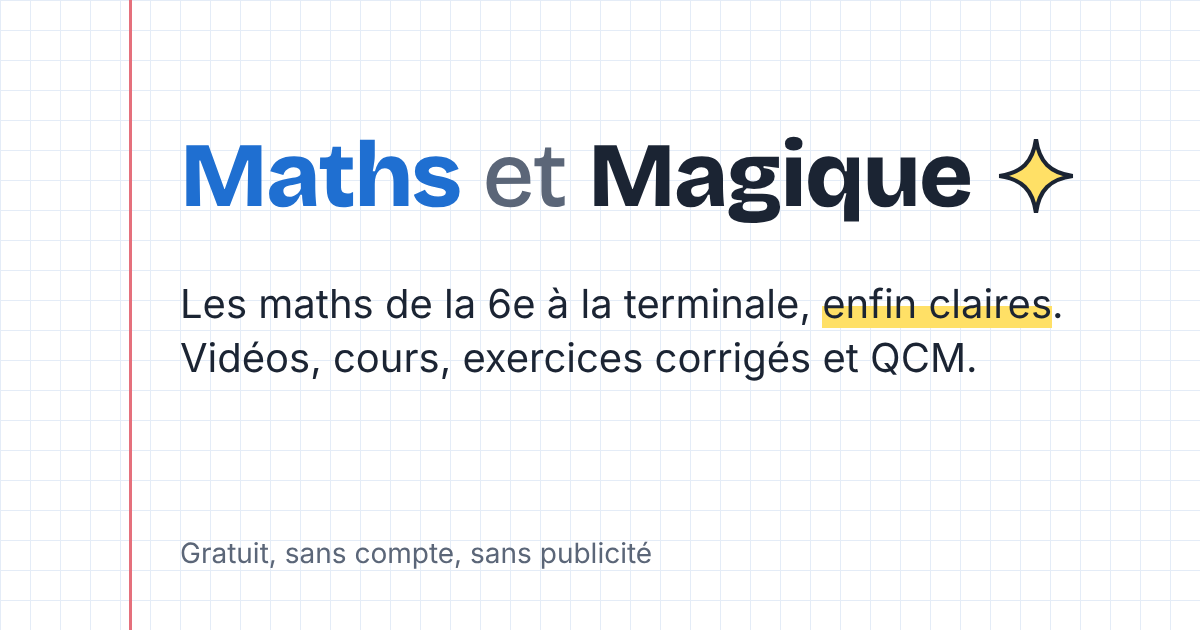 Maths et Magique
Les maths de la 6e à la terminale, enfin claires.
Vidéos, cours, exercices corrigés et QCM.
Gratuit, sans compte, sans publicité